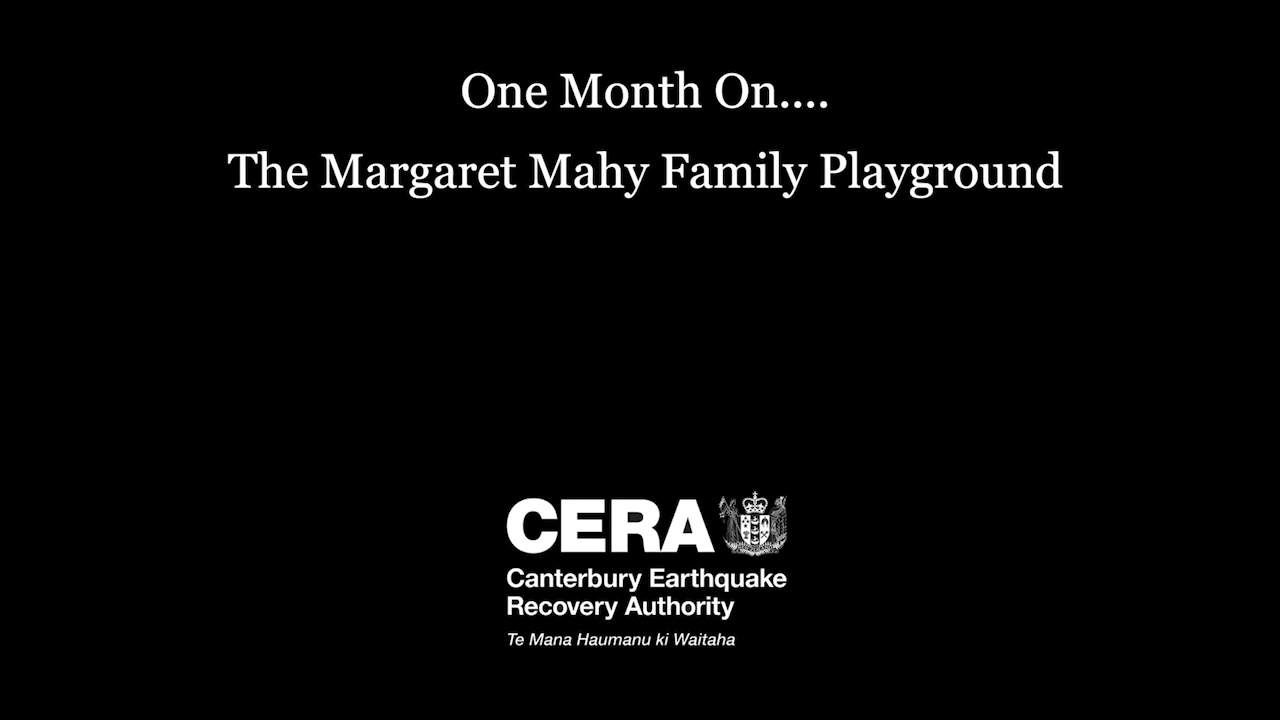 One Month On....
The Margaret Mahy Family Playground
CERA
Canterbury Earthquake
Recovery Authority
Te Mana Haumanu ki Waitaha